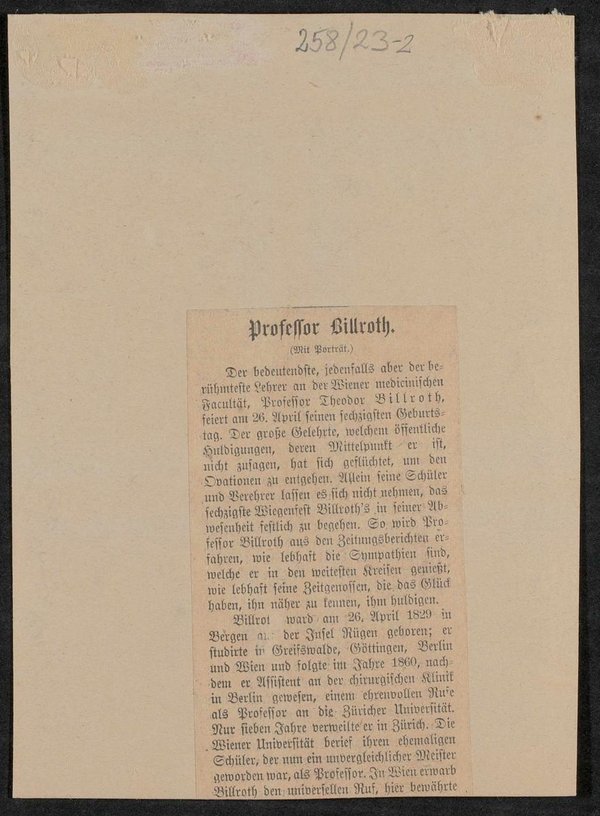 258/23-2
Professor Billroth.
(Mit Porträt.)
Der bedeutendste, jedenfalls aber der be-
rühmteste Lehrer an der Wiener medicinischen
Facultät, Professor Theodor Billroth,
feiert am 26. April seinen sechzigsten Geburts-
tag. Der große Gelehrte, welchem öffentliche
Huldigungen, deren Mittelpunkt er ist,
nicht zusagen, hat sich geflüchtet, um den
Ovationen zu entgehen. Allein seine Schüler
und Verehrer lassen es sich nicht nehmen, das
sechzigste Wiegenfest Billroth's in seiner Ab-
wesenheit festlich zu begehen. So wird Pro-
fessor Billroth aus den Zeitungsberichten er-
fahren, wie lebhaft die Sympathien sind,
welche er in den weitesten Kreisen genießt,
wie lebhaft seine Zeitgenossen, die das Glück
haben, ihn näher zu kennen, ihm huldigen.
Billrot ward am 26. April 1829 in
Bergen a. der Insel Rügen geboren; er
studirte in Greifswalde, Göttingen, Berlin
und Wien und folgte im Jahre 1860, nach-
dem er Assistent an der chirurgischen Klinik
in Berlin gewesen, einem ehrenvollen Rufe
als Professor an die Züricher Universität.
Nur sieben Jahre verweilte er in Zürich. Die
Wiener Universität berief ihren ehemaligen
Schüler, der nun ein unvergleichlicher Meister
geworden war, als Professor. In Wien erwarb
Billroth den universellen Ruf, hier bewährte